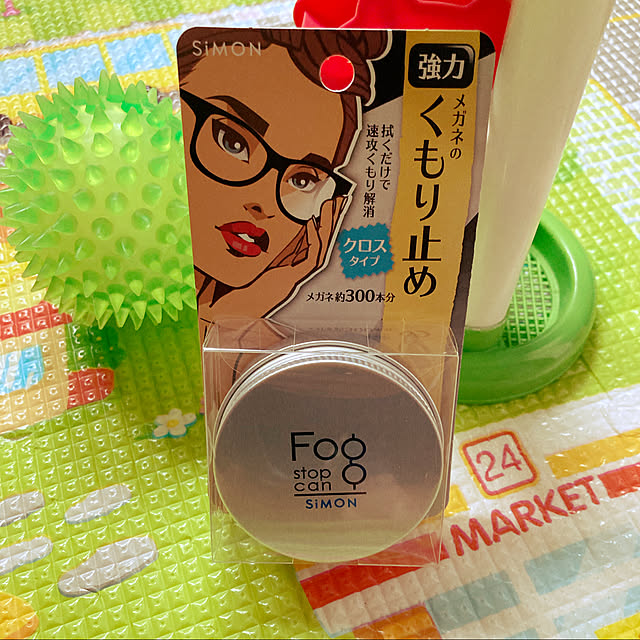 SiMON
強力
メガネの
くもり止め
拭くだけで
速攻くもり解消
クロス
タイプ
メガネ約300本分
Fog
stop
can
SiMON
24
MARKET